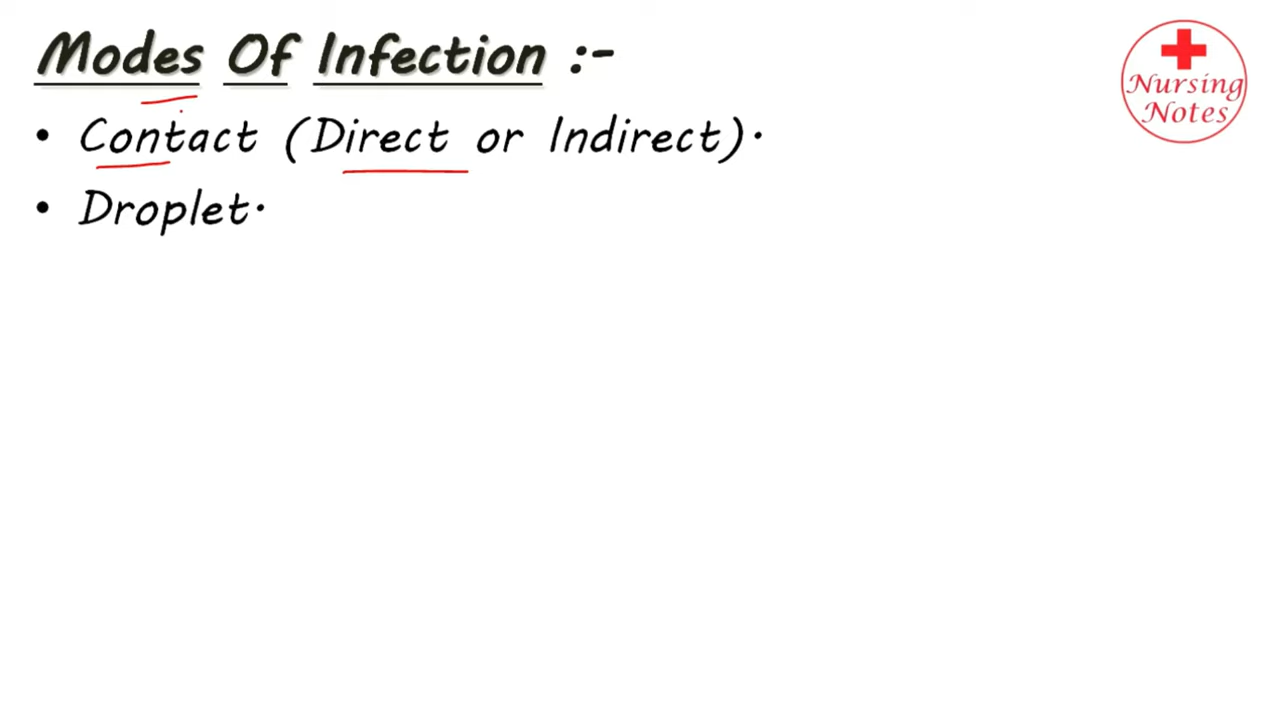 Modes Of Infection :-
• Contact (Direct or Indirect).
• Droplet.
Nursing
Notes